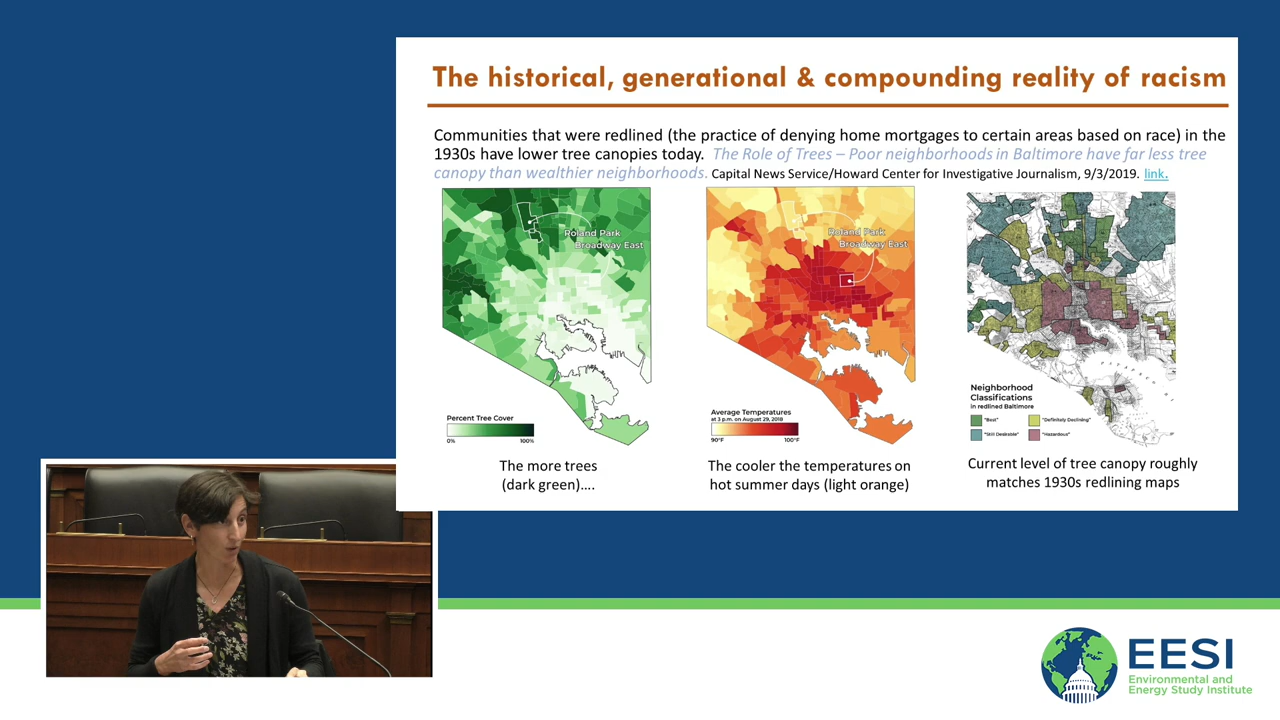 The historical, generational & compounding reality of racism
Communities that were redlined (the practice of denying home mortgages to certain areas based on race) in the
1930s have lower tree canopies today. The Role of Trees – Poor neighborhoods in Baltimore have far less tree
canopy than wealthier neighborhoods. Capital News Service/Howard Center for Investigative Journalism, 9/3/2019. link.
Roland Park
Broadway East
Percent Tree Cover
0% 100%
The more trees
(dark green)....
Roland Park
Broadway East
Average Temperatures
at 3 p.m. on August 29, 2018
90°F 100°F
The cooler the temperatures on
hot summer days (light orange)
Neighborhood
Classifications
in redlined Baltimore
"Best" "Definitely Declining"
"Still Desirable" "Hazardous"
Current level of tree canopy roughly
matches 1930s redlining maps
EESI
Environmental and
Energy Study Institute